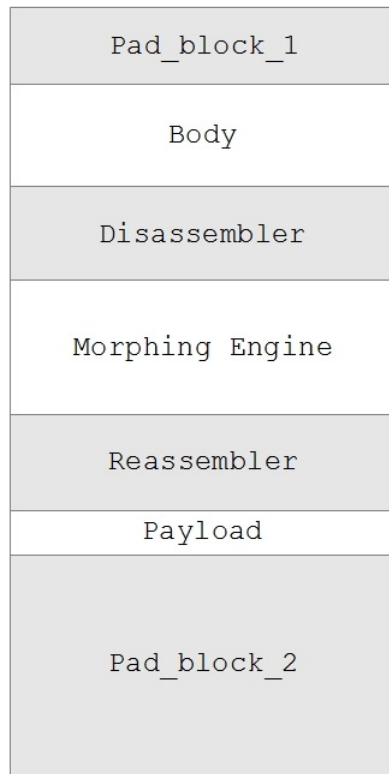 Pad_block_1
Body
Disassembler
Morphing Engine
Reassembler
Payload
Pad_block_2